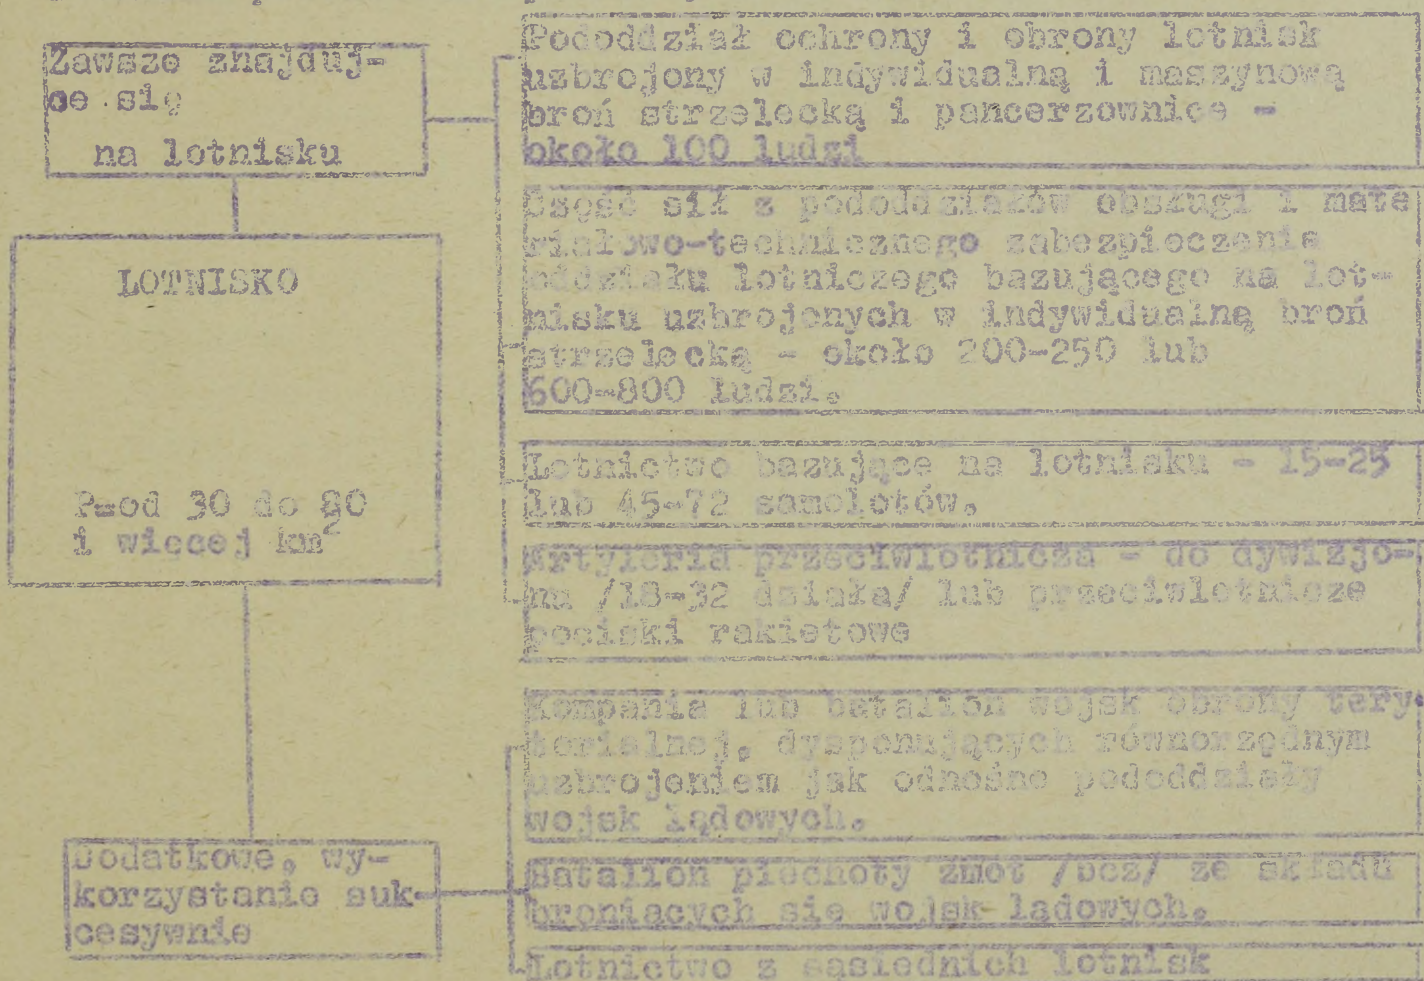 Zawsze znajduj-
ce się
na lotnisku
LOTNISKO
P=od 30 do 80
i więcej km2
Dodatkowe, wy-
korzystanie suk-
cesywnie
Pododdział ochrony i obrony lotnisk
uzbrojony w indywidualną i maszynową
broń strzelecką i pancerzownice -
około 100 ludzi
Część sił z pododdziałów obsługi i mate
riałowo-technicznego zabezpieczenia
oddziału lotniczego bazującego na lot-
nisku uzbrojonych w indywidualną broń
strzelecką - około 200-250 lub
600-800 ludzi.
Lotnictwo bazujące na lotnisku - 15-25
lub 45-72 samolotów.
Artyleria przeciwlotnicza - do dywizjo-
nu /18-32 działa/ lub przeciwlotnicze
pociski rakietowe
Kompania lub batalion wojsk obrony tery-
torialnej, dysponujących równorzędnym
uzbrojeniem jak odnośne pododdziały
wojsk lądowych.
Batalion piechoty zmot /bcz/ ze składu
broniących się wojsk lądowych.
Lotnictwo z sąsiednich lotnisk